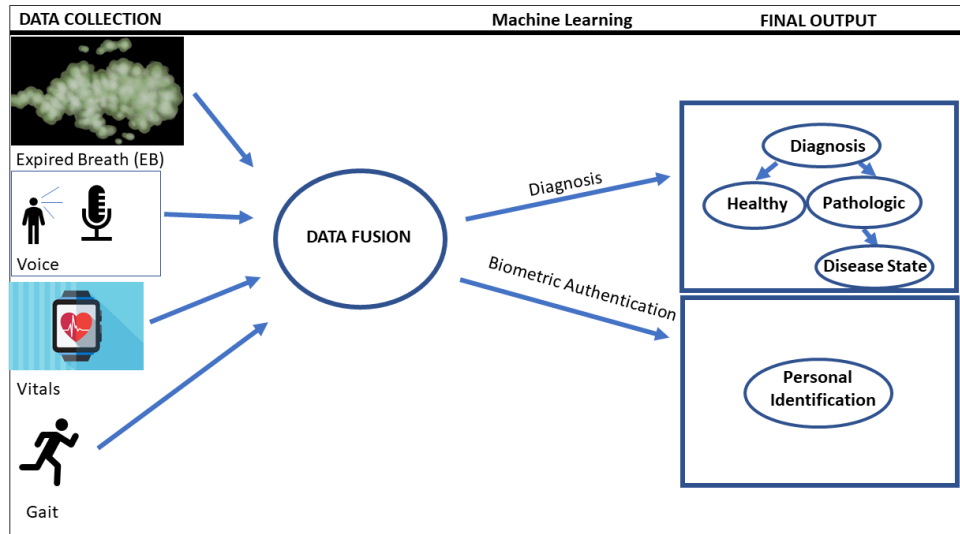 DATA COLLECTION
Machine Learning
FINAL OUTPUT
Expired Breath (EB)
Voice
Vitals
Gait
DATA FUSION
Diagnosis
Biometric Authentication
Diagnosis
Healthy
Pathologic
Disease State
Personal
Identification